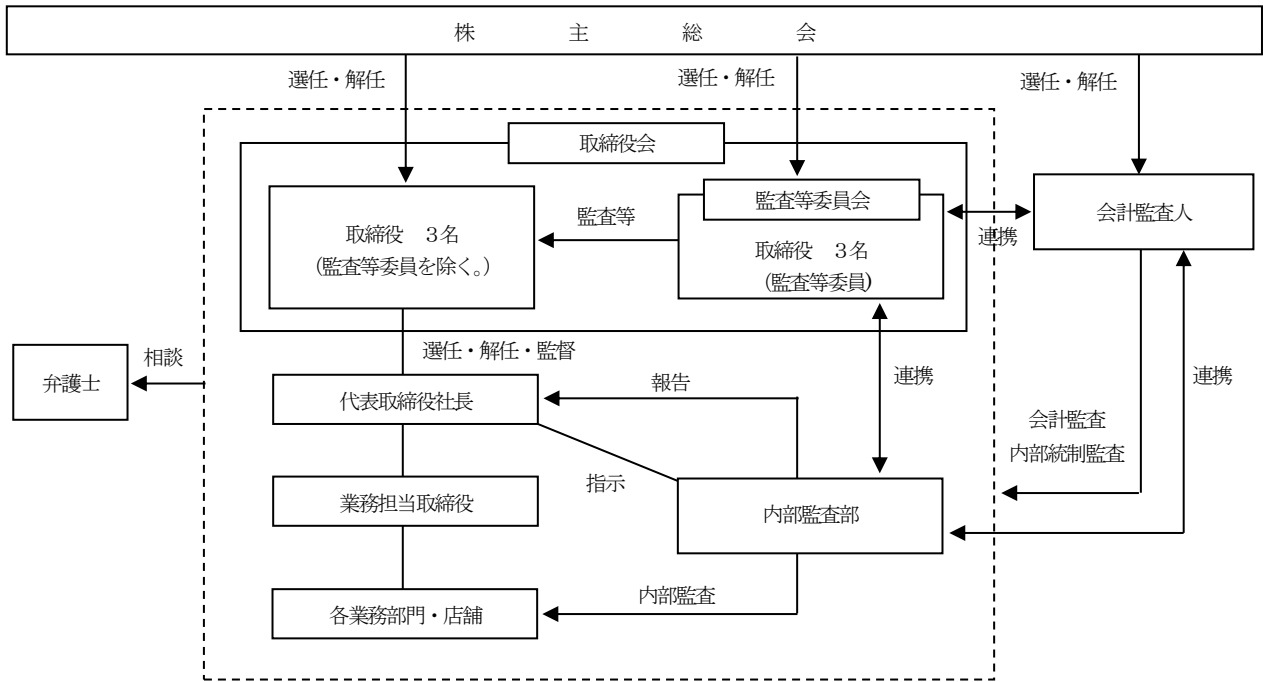 株 主 総 会
選任・解任
選任・解任
選任・解任
取締役会
監査等委員会
取締役 3名
(監査等委員を除く。)
監査等
取締役 3名
(監査等委員)
会計監査人
連携
選任・解任・監督
弁護士
相談
代表取締役社長
報告
連携
連携
会計監査
内部統制監査
指示
業務担当取締役
内部監査部
各業務部門・店舗
内部監査